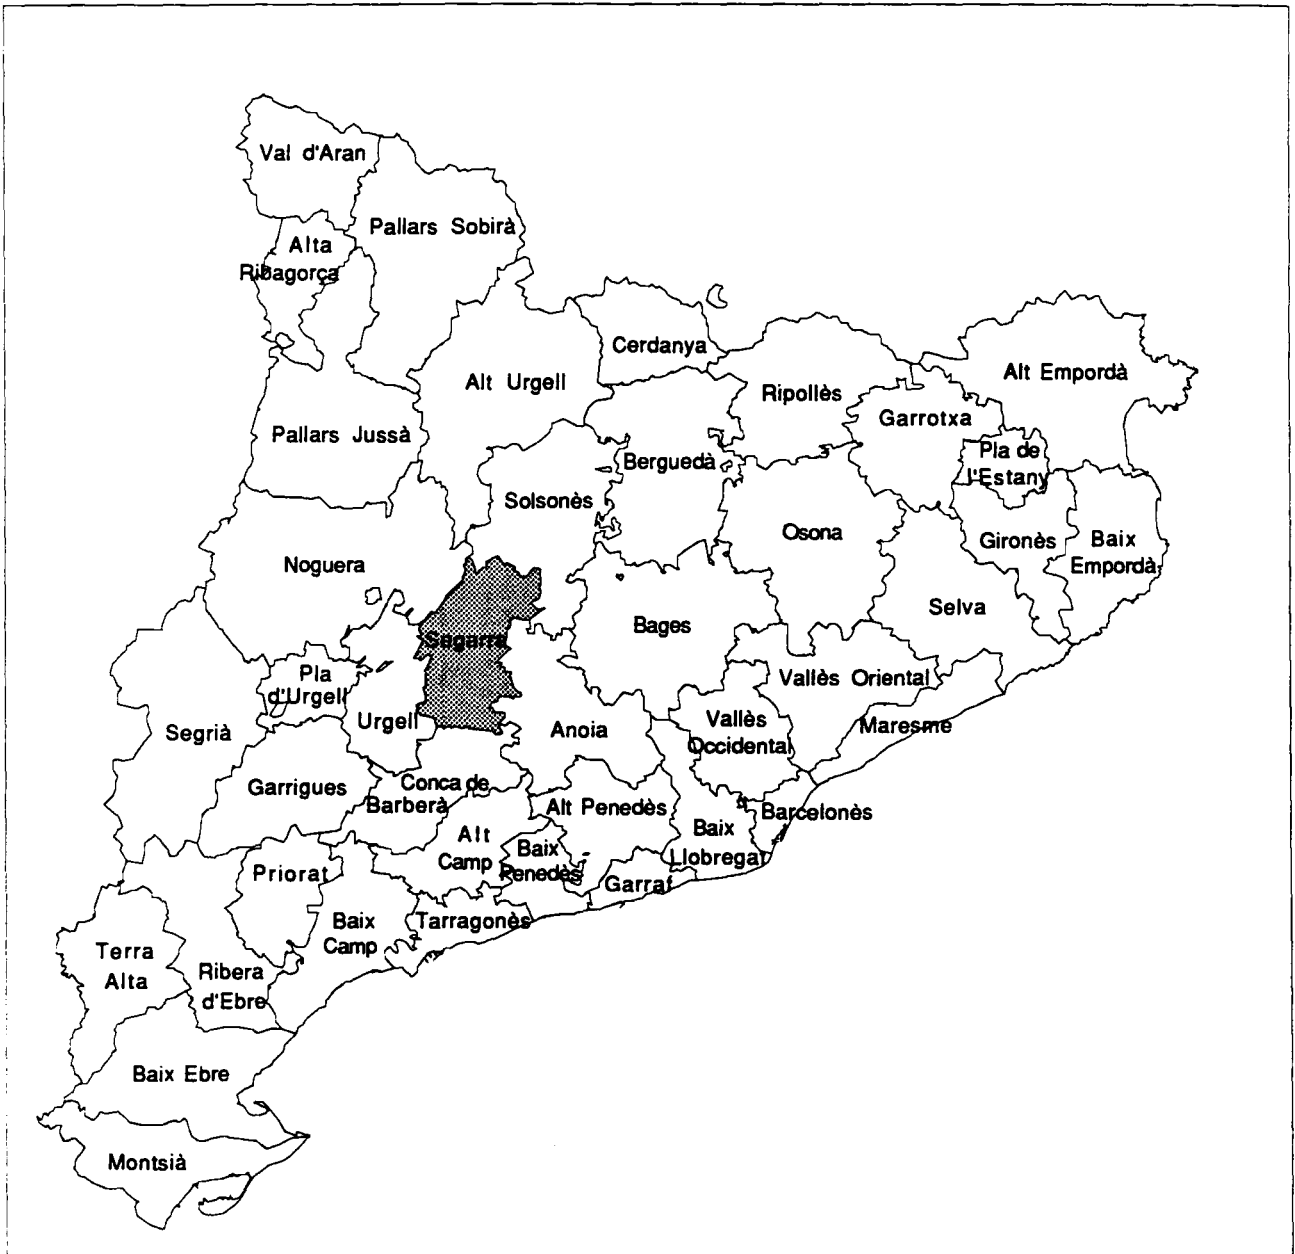 Val d'Aran
Pallars Sobirà
Alta
Ribagorça
Cerdanya
Alt Urgell
Ripollès
Alt Empordà
Garrotxa
Pallars Jussà
Pla de
l'Estany
Berguedà
Solsonès
Osona
Gironès
Baix
Empordà
Noguera
Selva
Bages
Segarra
Pla
d'Urgell
Vallès Oriental
Urgell
Segrià
Anoia
Vallès
Occidental
Maresme
Garrigues
Conca de
Barberà
Alt Penedès
Barcelonès
Baix
Llobregat
Alt
Camp
Baix
Penedès
Garraf
Priorat
Baix
Camp
Tarragonès
Terra
Alta
Ribera
d'Ebre
Baix Ebre
Montsià